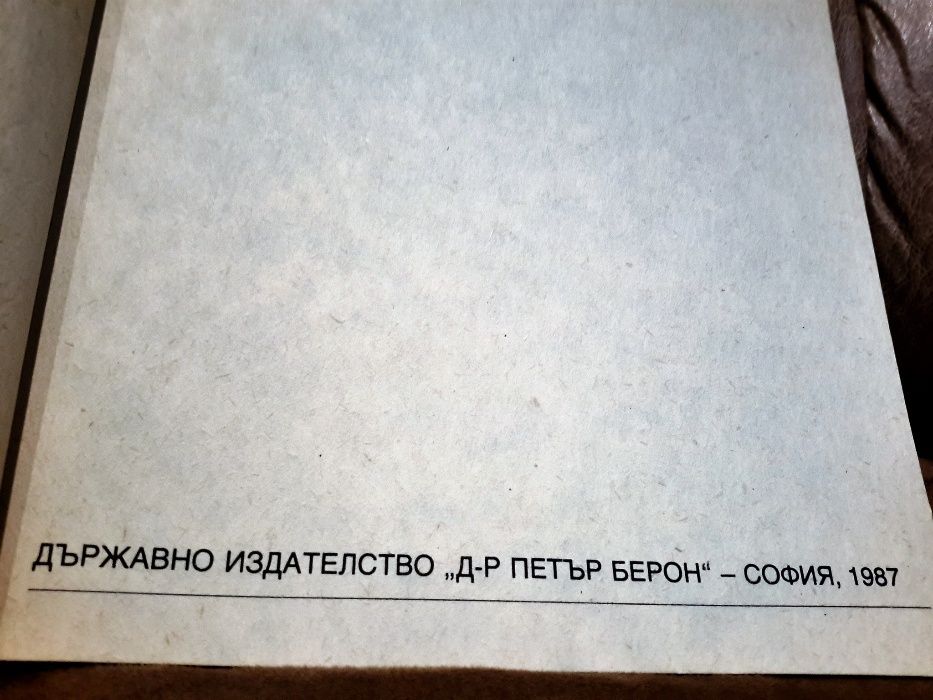 ДЪРЖАВНО ИЗДАТЕЛСТВО „Д-Р ПЕТЪР БЕРОН“ – СОФИЯ, 1987